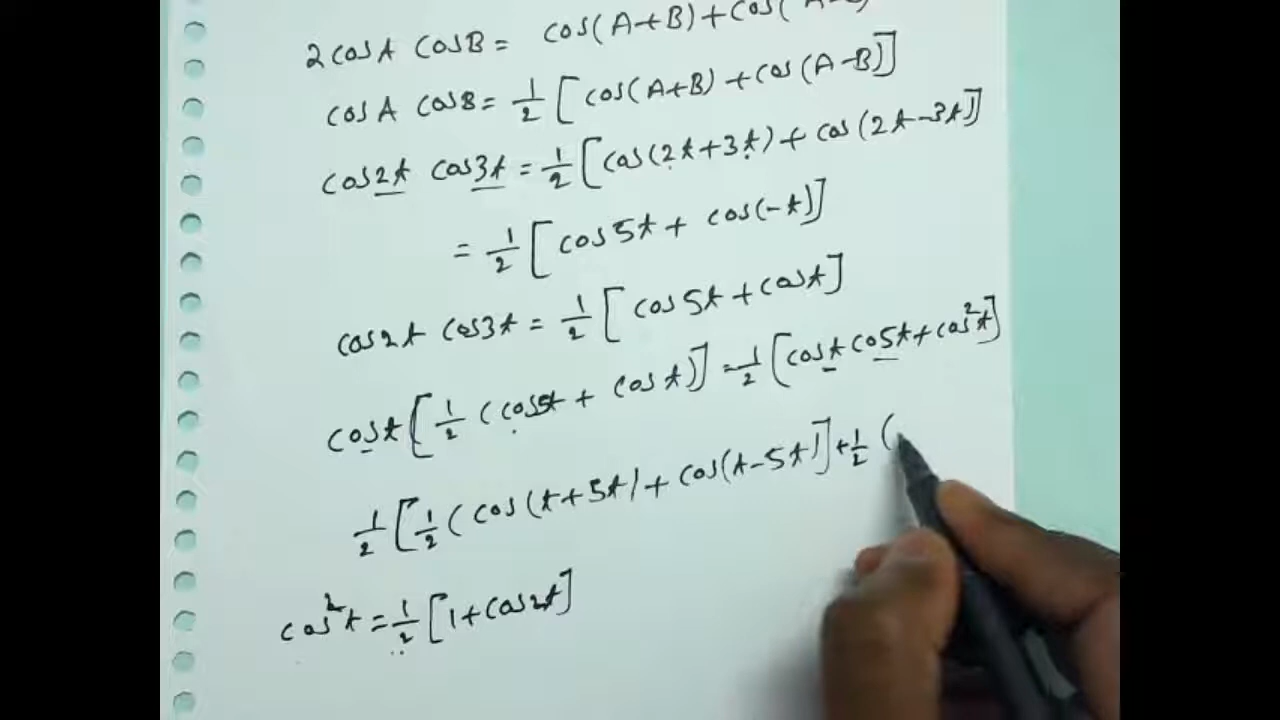 2cosA cosB = cos(A+B)+cos(
cosA cosB = 1/2 [cos(A+B) + cos(A-B)]
cos2t cos3t = 1/2 [cos(2t+3t) + cos(2t-3t]
= 1/2 [cos5t + cos(-t)]
cos2t cos3t = 1/2 [cos5t + cost]
cost [1/2 (cos5t + cost)] = 1/2 [cost cos5t + cos²t]
1/2 [1/2 (cos(t+5t) + cos(t-5t)] + 1/2 (
cos²t = 1/2 [1+cos2t]